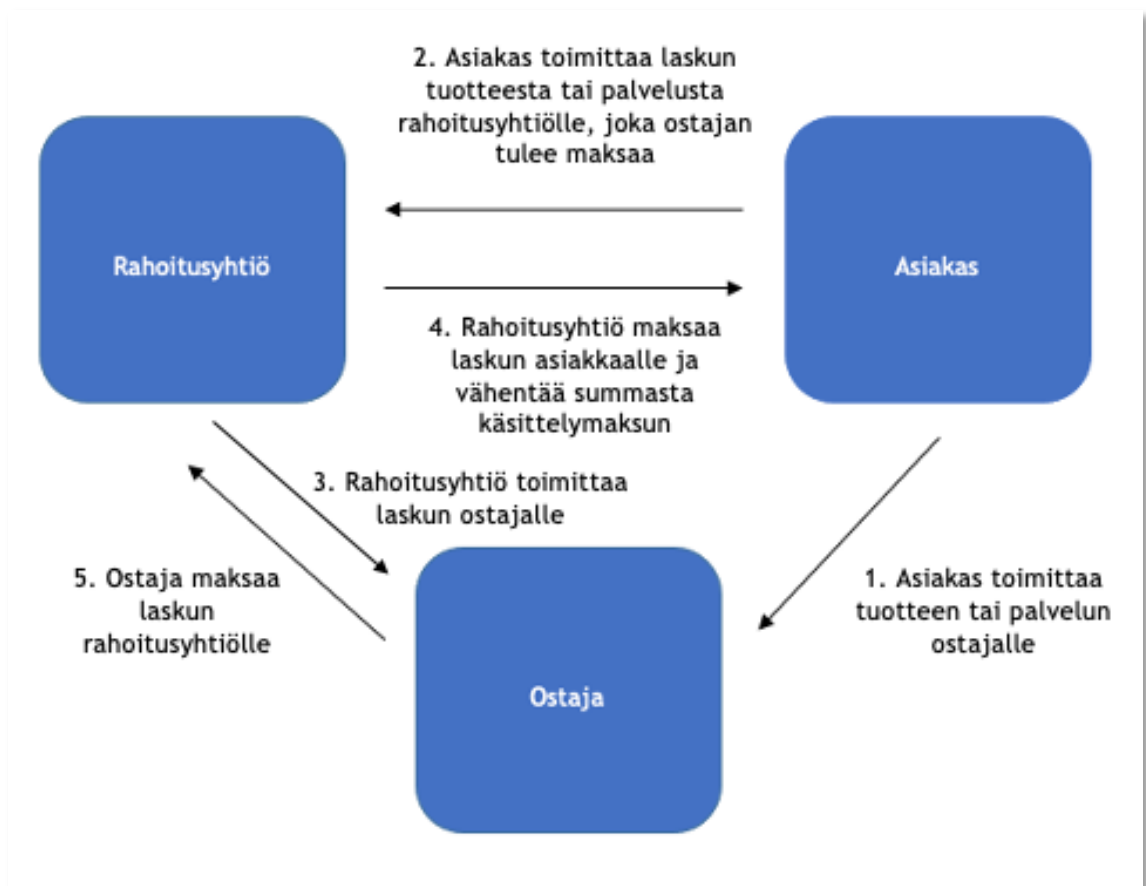 2. Asiakas toimittaa laskun
tuotteesta tai palvelusta
rahoitusyhtiölle, joka ostajan
tulee maksaa
Rahoitusyhtiö
Asiakas
4. Rahoitusyhtiö maksaa
laskun asiakkaalle ja
vähentää summasta
käsittelymaksun
3. Rahoitusyhtiö toimittaa
laskun ostajalle
5. Ostaja maksaa
laskun
rahoitusyhtiölle
1. Asiakas toimittaa
tuotteen tai palvelun
ostajalle
Ostaja